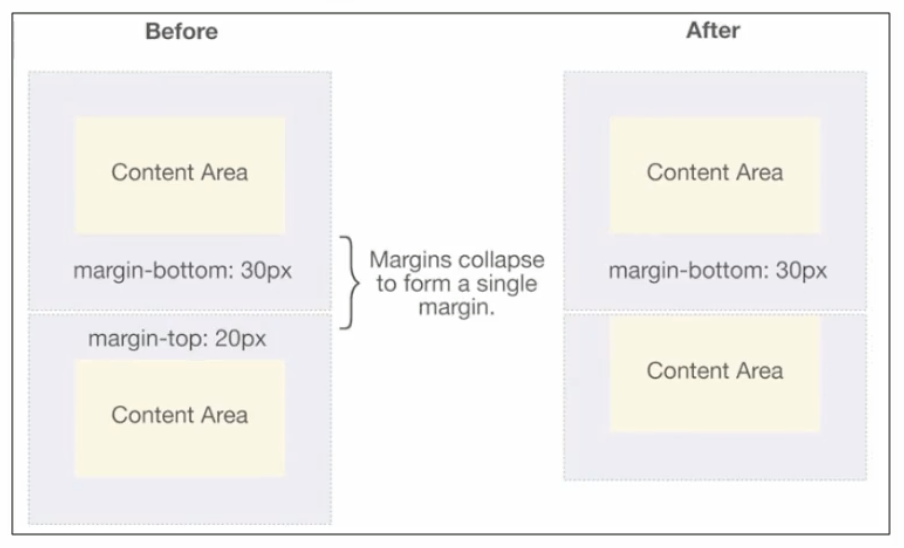 Before
After
Content Area
margin-bottom: 30px
margin-top: 20px
Content Area
Margins collapse
to form a single
margin.
Content Area
margin-bottom: 30px
Content Area